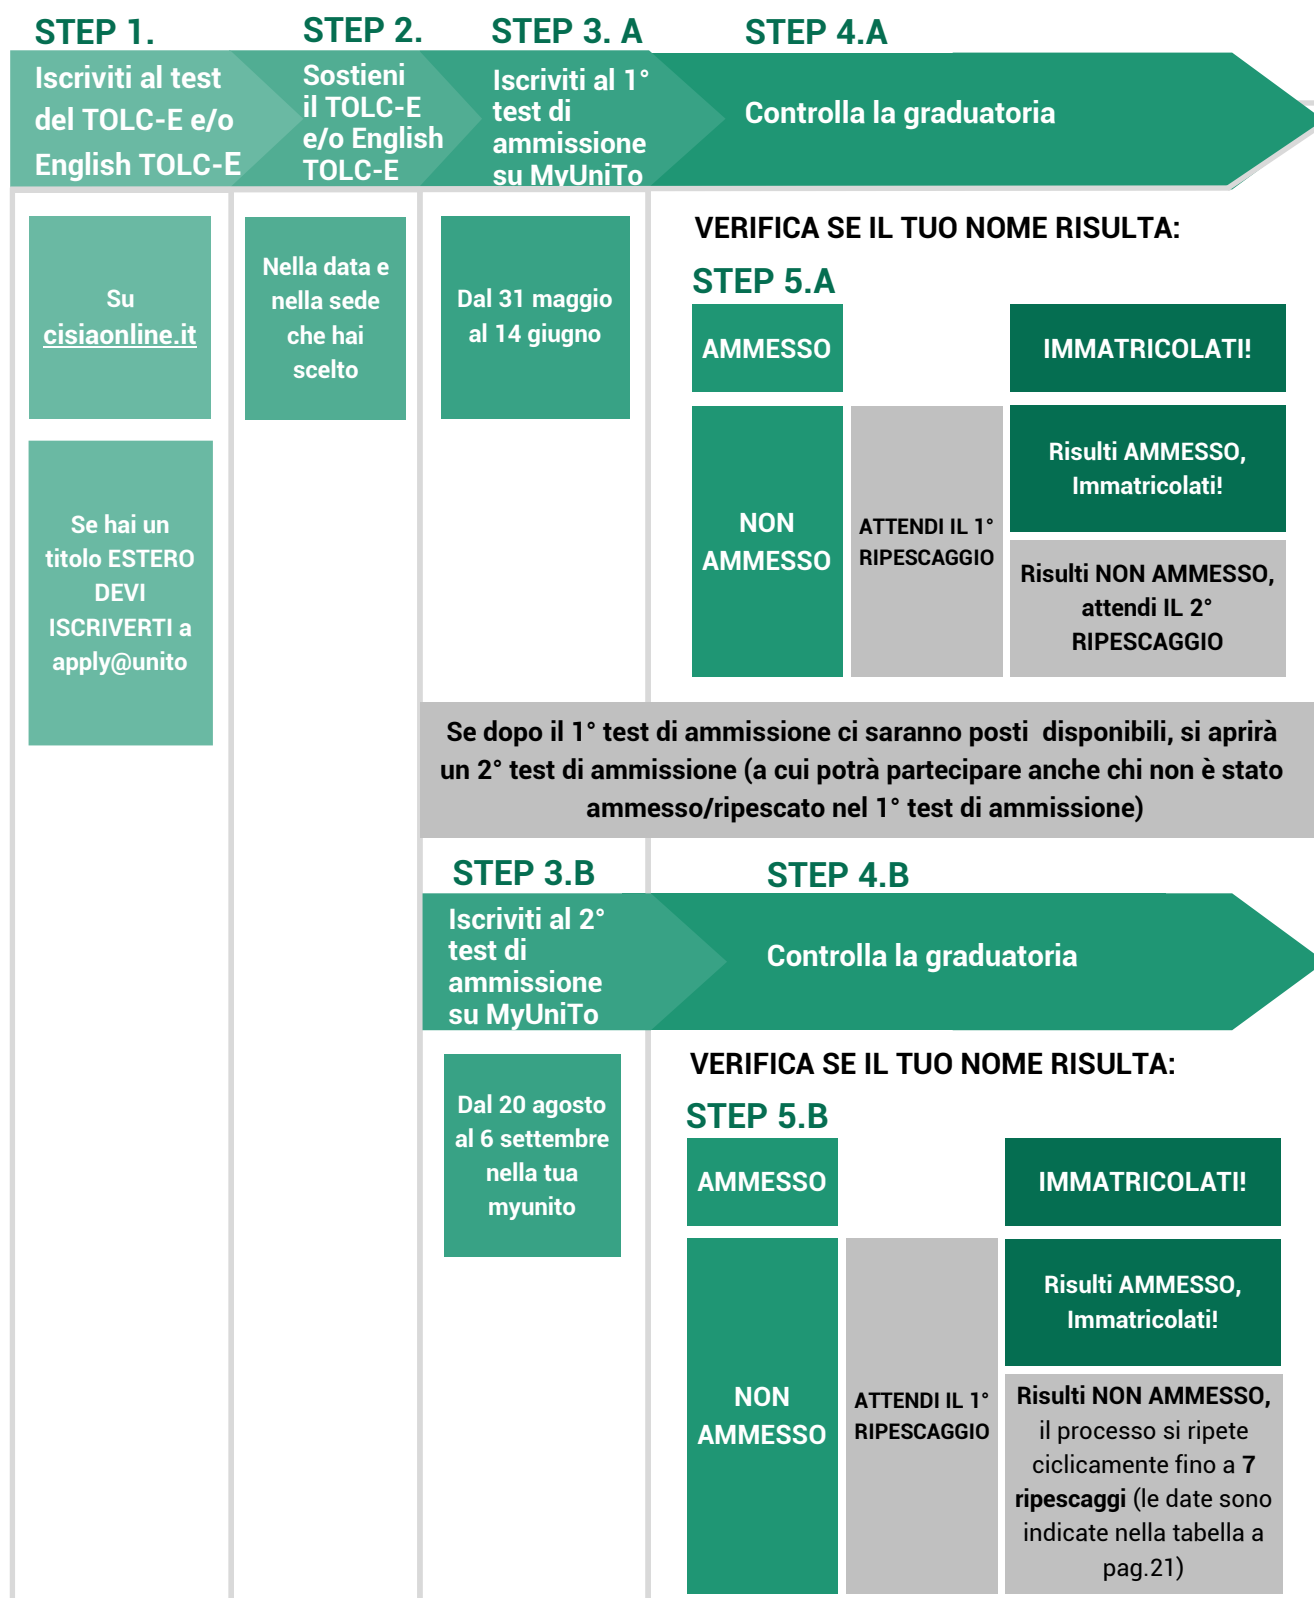 STEP 1.
Iscriviti al test
del TOLC-E e/o
English TOLC-E
STEP 2.
Sostieni
il TOLC-E
e/o English
TOLC-E
STEP 3. A
Iscriviti al 1°
test di
ammissione
su MyUniTo
STEP 4.A
Controlla la graduatoria
Su
cisiaonline.it
Se hai un
titolo ESTERO
DEVI
ISCRIVERTI a
apply@unito
Nella data e
nella sede
che hai
scelto
Dal 31 maggio
al 14 giugno
VERIFICA SE IL TUO NOME RISULTA:
STEP 5.A
AMMESSO
IMMATRICOLATI!
NON
AMMESSO
ATTENDI IL 1°
RIPESCAGGIO
Risulti AMMESSO,
Immatricolati!
Risulti NON AMMESSO,
attendi IL 2°
RIPESCAGGIO
Se dopo il 1° test di ammissione ci saranno posti  disponibili, si aprirà
un 2° test di ammissione (a cui potrà partecipare anche chi non è stato
ammesso/ripescato nel 1° test di ammissione)
STEP 3.B
Iscriviti al 2°
test di
ammissione
su MyUniTo
STEP 4.B
Controlla la graduatoria
Dal 20 agosto
al 6 settembre
nella tua
myunito
VERIFICA SE IL TUO NOME RISULTA:
STEP 5.B
AMMESSO
IMMATRICOLATI!
NON
AMMESSO
ATTENDI IL 1°
RIPESCAGGIO
Risulti AMMESSO,
Immatricolati!
Risulti NON AMMESSO,
il processo si ripete
ciclicamente fino a 7
ripescaggi (le date sono
indicate nella tabella a
pag.21)